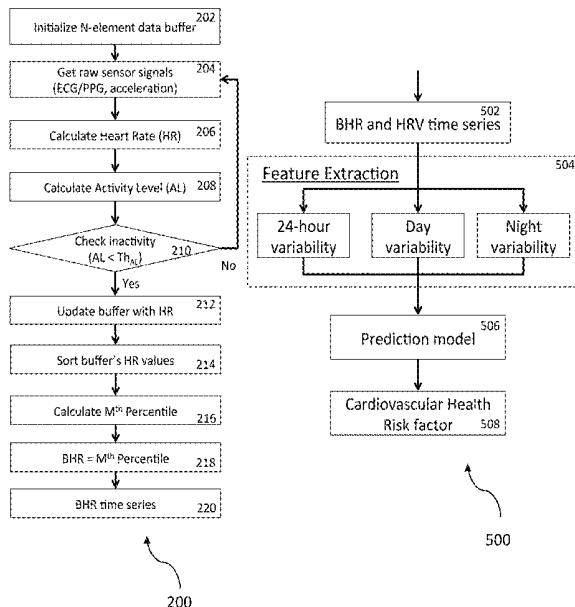 202
Initialize N-element data buffer
Get raw sensor signals 204
(ECG/PPG, acceleration)
206
Calculate Heart Rate (HR)
Calculate Activity Level (AL) 208
Check inactivity
(AL < ThAL)
210
No
Yes
Update buffer with HR 212
Sort buffer's HR values
214
Calculate Mth Percentile
216
BHR = Mth Percentile
218
BHR time series
220
200
502
BHR and HRV time series
504
Feature Extraction
24-hour
variability
Day
variability
Night
variability
506
Prediction model
Cardiovascular Health
Risk factor
508
500